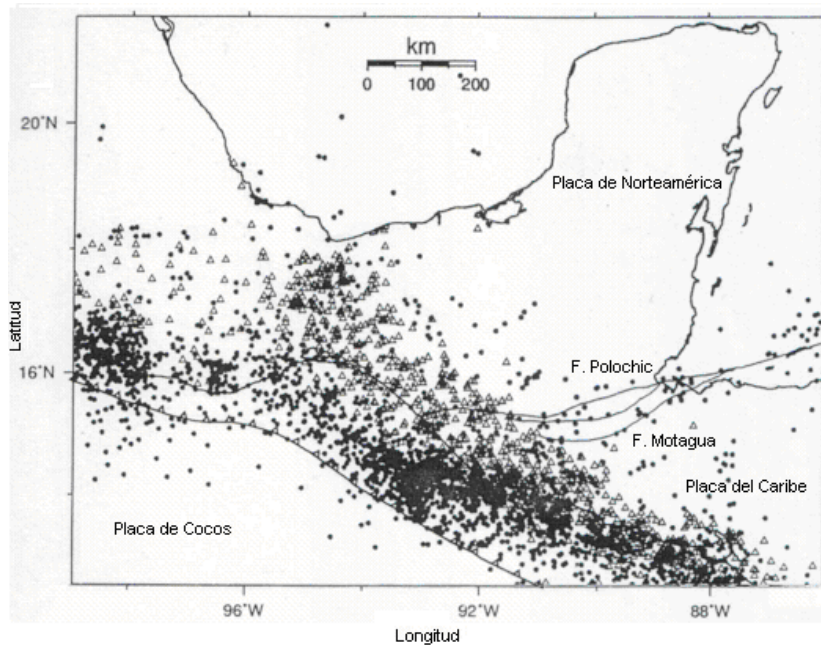 km
0 100 200
20°N
Placa de Norteamérica
Latitud
F. Polochic
16°N
F. Motagua
Placa del Caribe
Placa de Cocos
96°W 92°W 88°W
Longitud